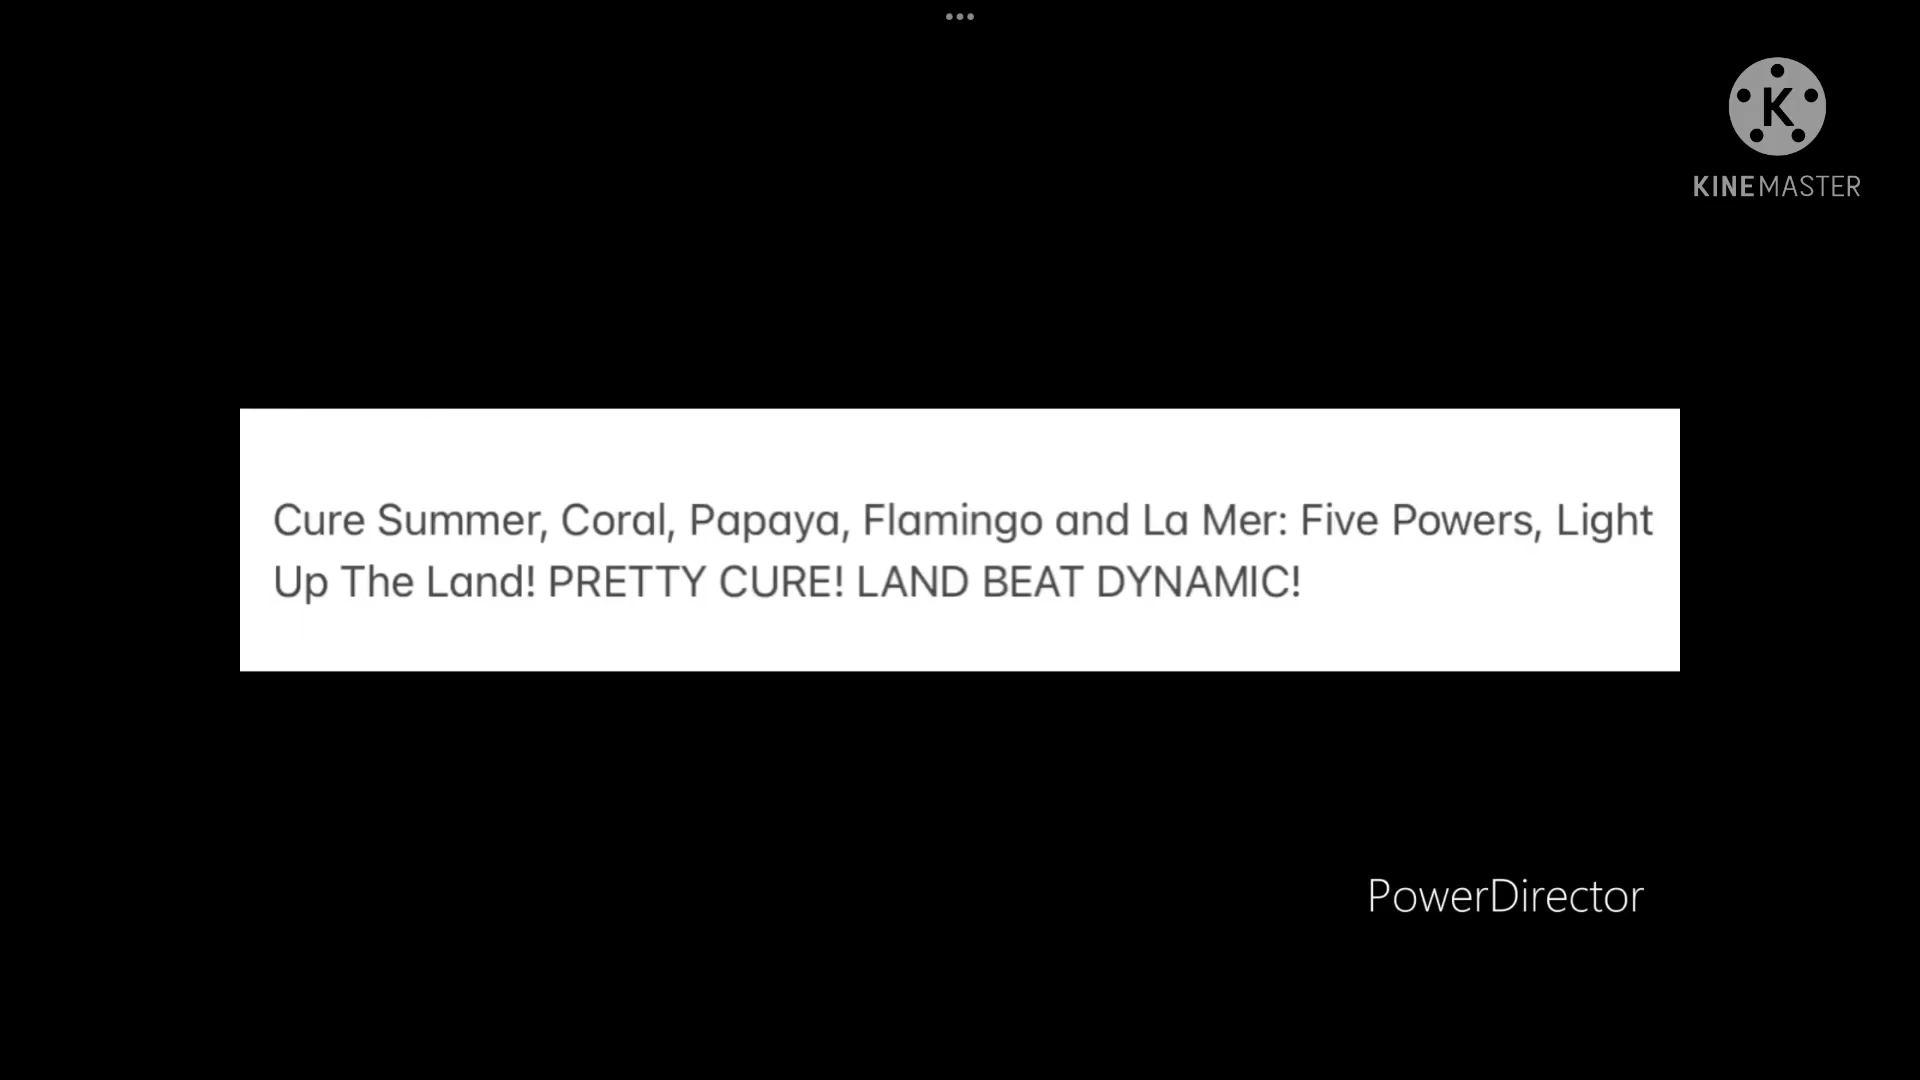 K
KINEMASTER
Cure Summer, Coral, Papaya, Flamingo and La Mer: Five Powers, Light
Up The Land! PRETTY CURE! LAND BEAT DYNAMIC!
PowerDirector